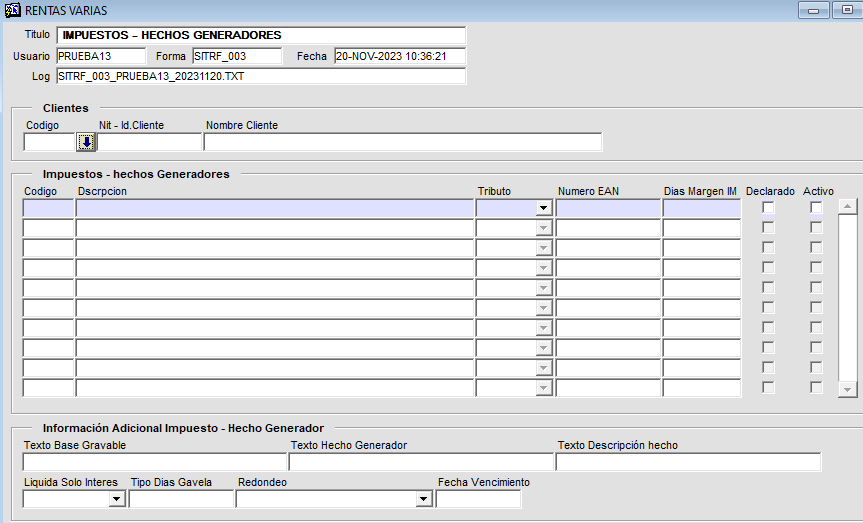 RENTAS VARIAS
Titulo IMPUESTOS – HECHOS GENERADORES
Usuario PRUEBA13 Forma SITRF_003 Fecha 20-NOV-2023 10:36:21
Log SITRF_003_PRUEBA13_20231120.TXT
Clientes
Codigo Nit - Id.Cliente Nombre Cliente
Impuestos - hechos Generadores
Codigo Dscrpcion Tributo Numero EAN Dias Margen IM Declarado Activo
Información Adicional Impuesto - Hecho Generador
Texto Base Gravable Texto Hecho Generador Texto Descripción hecho
Liquida Solo Interes Tipo Dias Gavela Redondeo Fecha Vencimiento